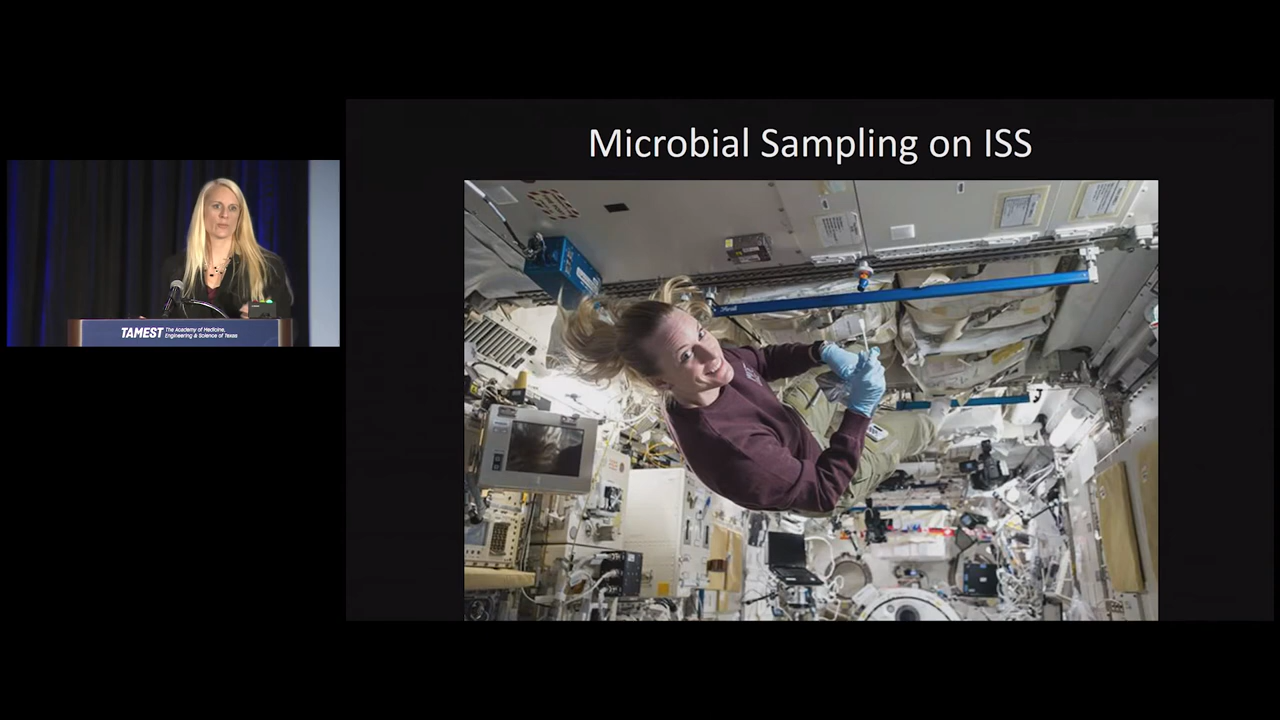 Microbial Sampling on ISS
TAMEST The Academy of Medicine,
Engineering & Science of Texas